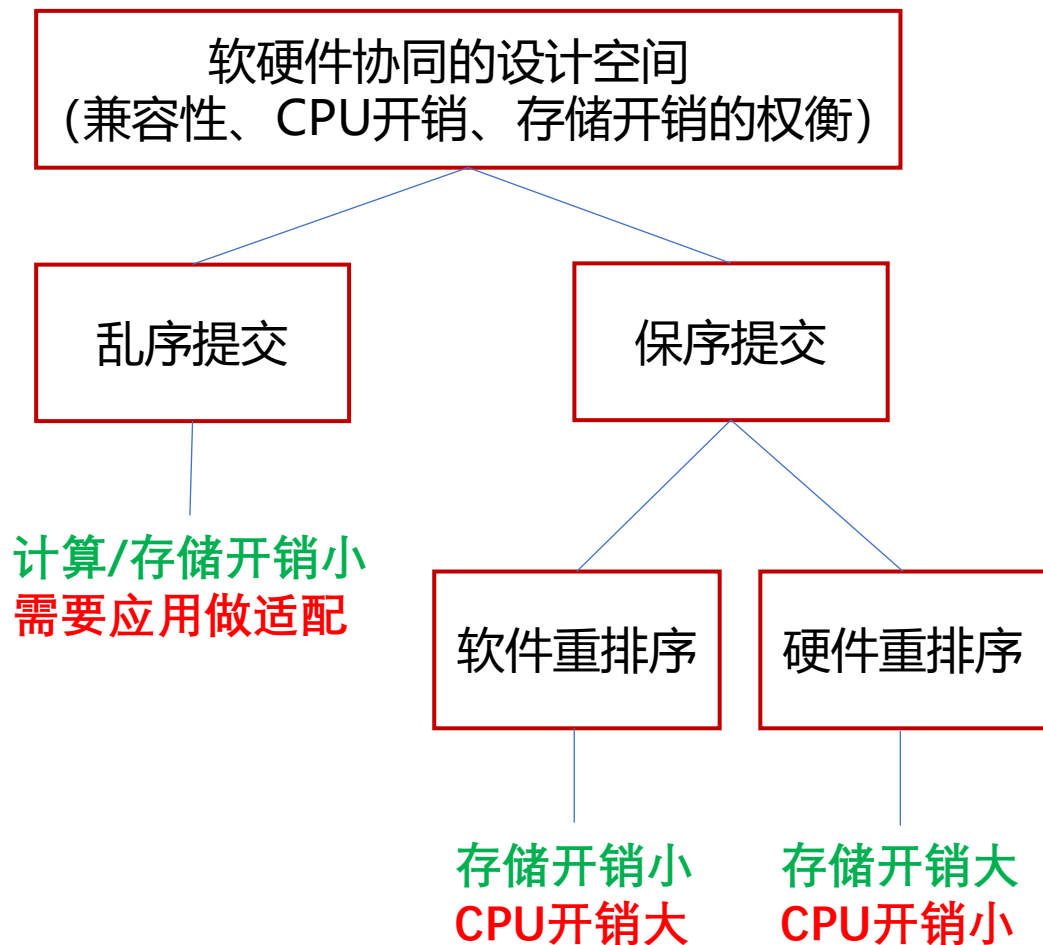 软硬件协同的设计空间
（兼容性、CPU开销、存储开销的权衡）
乱序提交
保序提交
计算/存储开销小
需要应用做适配
软件重排序
硬件重排序
存储开销小
CPU开销大
存储开销大
CPU开销小